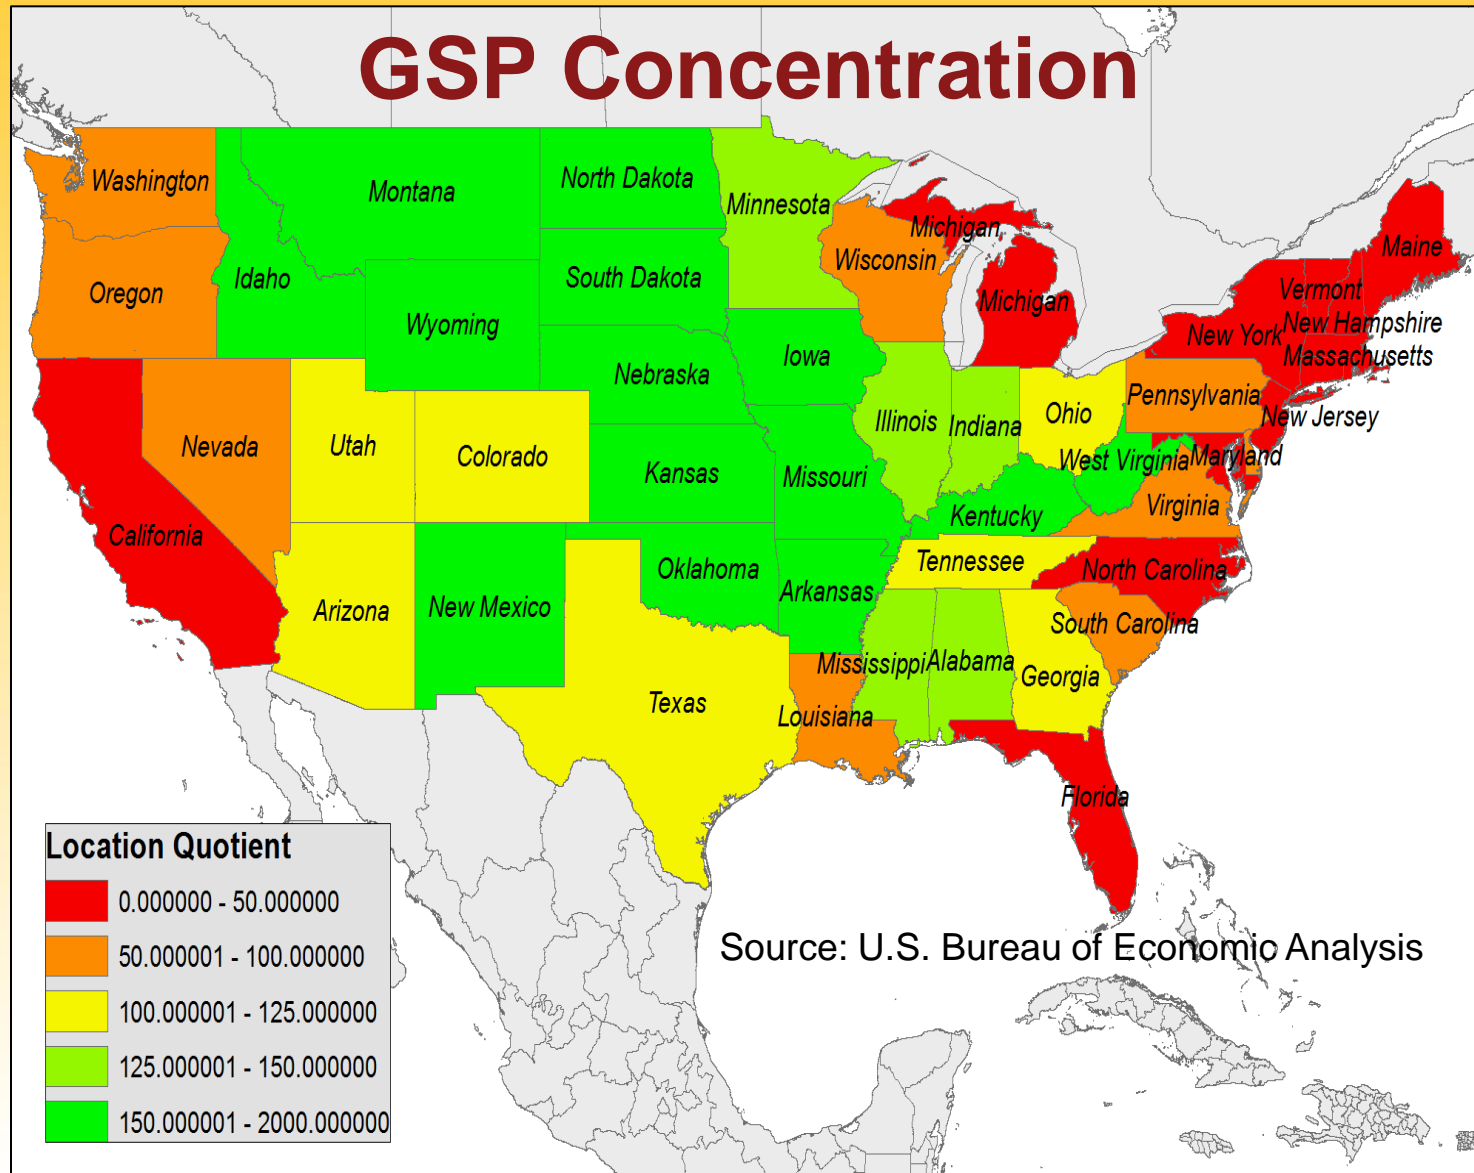 GSP Concentration
Washington
Montana
North Dakota
Minnesota
Michigan
Maine
Wisconsin
Oregon
Idaho
South Dakota
Michigan
Vermont
Wyoming
New York
New Hampshire
Iowa
Massachusetts
Nebraska
Pennsylvania
New Jersey
Illinois
Indiana
Ohio
Nevada
Utah
Colorado
Kansas
Missouri
West Virginia
Maryland
Virginia
Kentucky
California
Tennessee
North Carolina
Oklahoma
Arkansas
Arizona
New Mexico
South Carolina
Mississippi
Alabama
Georgia
Texas
Louisiana
Florida
Location Quotient
0.000000 - 50.000000
50.000001 - 100.000000
100.000001 - 125.000000
125.000001 - 150.000000
150.000001 - 2000.000000
Source: U.S. Bureau of Economic Analysis